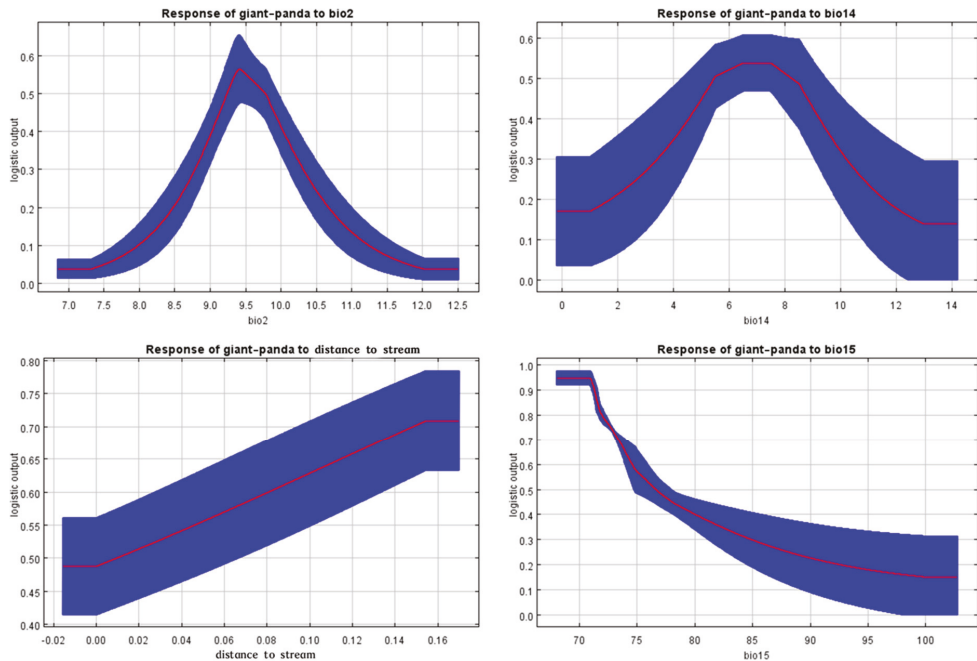 Response of giant-panda to bio2
0.6
0.5
0.4
0.3
0.2
0.1
0.0
logistic output
7.0 7.5 8.0 8.5 9.0 9.5 10.0 10.5 11.0 11.5 12.0 12.5
bio2
Response of giant-panda to bio14
0.6
0.5
0.4
0.3
0.2
0.1
0.0
logistic output
0 2 4 6 8 10 12 14
bio14
Response of giant-panda to distance to stream
0.80
0.75
0.70
0.65
0.60
0.55
0.50
0.45
0.40
logistic output
-0.02 0.00 0.02 0.04 0.06 0.08 0.10 0.12 0.14 0.16
distance to stream
Response of giant-panda to bio15
1.0
0.9
0.8
0.7
0.6
0.5
0.4
0.3
0.2
0.1
0.0
logistic output
70 75 80 85 90 95 100
bio15